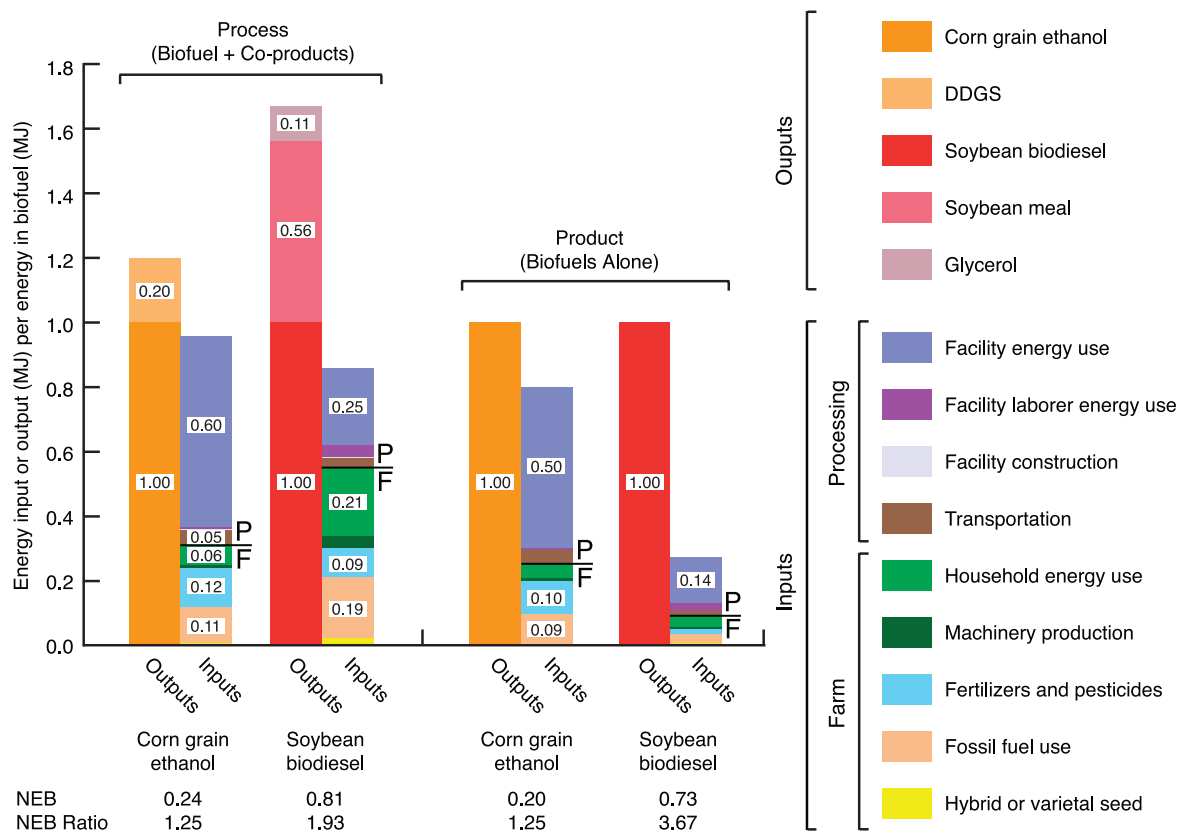 Process
(Biofuel + Co-products)
Product
(Biofuels Alone)
Energy input or output (MJ) per energy in biofuel (MJ)
1.8
1.6
1.4
1.2
1.0
0.8
0.6
0.4
0.2
0.0
0.20
1.00
0.60
0.05
0.06
0.12
0.11
P
F
0.11
0.56
1.00
0.25
0.21
0.09
0.19
P
F
1.00
0.50
0.10
0.09
P
F
1.00
0.14
P
F
Outputs
Inputs
Outputs
Inputs
Outputs
Inputs
Outputs
Inputs
Corn grain
ethanol
Soybean
biodiesel
Corn grain
ethanol
Soybean
biodiesel
NEB 0.24 0.81 0.20 0.73
NEB Ratio 1.25 1.93 1.25 3.67
Ouputs
Corn grain ethanol
DDGS
Soybean biodiesel
Soybean meal
Glycerol
Inputs
Processing
Facility energy use
Facility laborer energy use
Facility construction
Transportation
Farm
Household energy use
Machinery production
Fertilizers and pesticides
Fossil fuel use
Hybrid or varietal seed